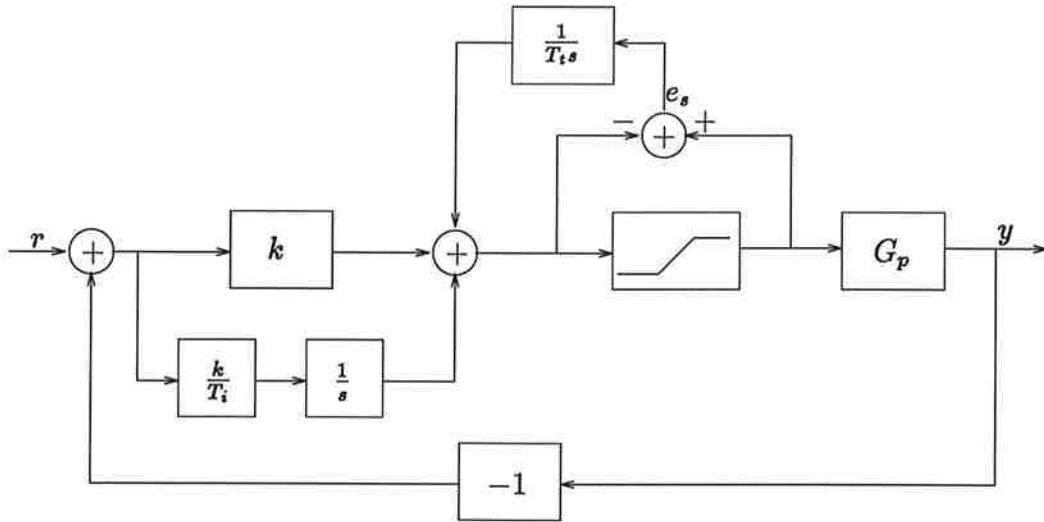 1
T_t s
e_s
− +
+
r + k + G_p y
k
T_i
1
s
−1